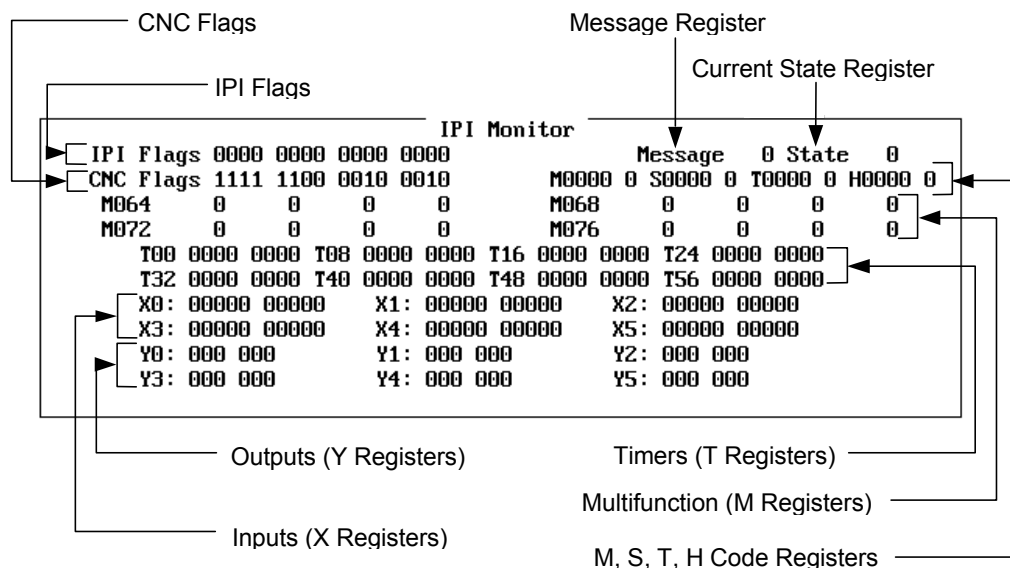 CNC Flags
Message Register
Current State Register
IPI Flags
IPI Monitor
IPI Flags 0000 0000 0000 0000 Message 0 State 0
CNC Flags 1111 1100 0010 0010 M0000 0 S0000 0 T0000 0 H0000 0
M064 0 0 0 0 M068 0 0 0 0
M072 0 0 0 0 M076 0 0 0 0
T00 0000 0000 T08 0000 0000 T16 0000 0000 T24 0000 0000
T32 0000 0000 T40 0000 0000 T48 0000 0000 T56 0000 0000
X0: 00000 00000 X1: 00000 00000 X2: 00000 00000
X3: 00000 00000 X4: 00000 00000 X5: 00000 00000
Y0: 000 000 Y1: 000 000 Y2: 000 000
Y3: 000 000 Y4: 000 000 Y5: 000 000
Outputs (Y Registers)
Timers (T Registers)
Multifunction (M Registers)
Inputs (X Registers)
M, S, T, H Code Registers